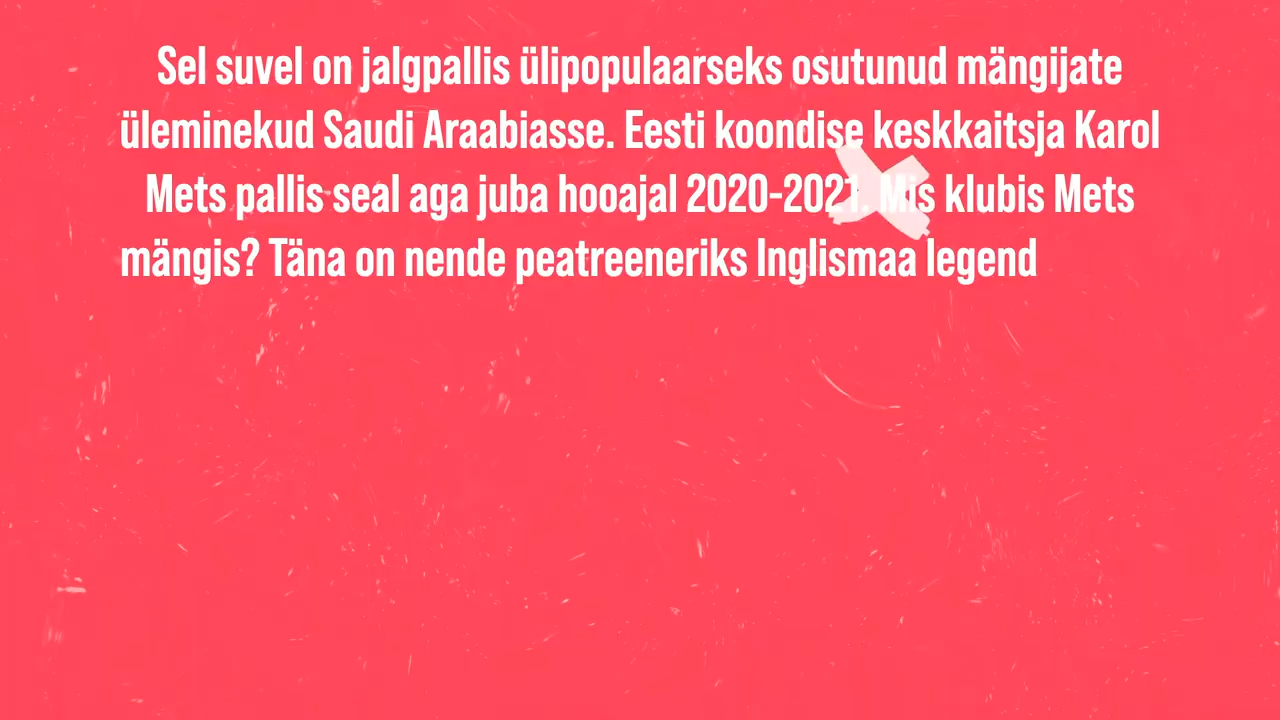 Sel suvel on jalgpallis ülipopulaarseks osutunud mängijate
üleminekud Saudi Araabiasse. Eesti koondise keskkaitsja Karol
Mets pallis seal aga juba hooajal 2020-2021. Mis klubis Mets
mängis? Täna on nende peatreeneriks Inglismaa legend